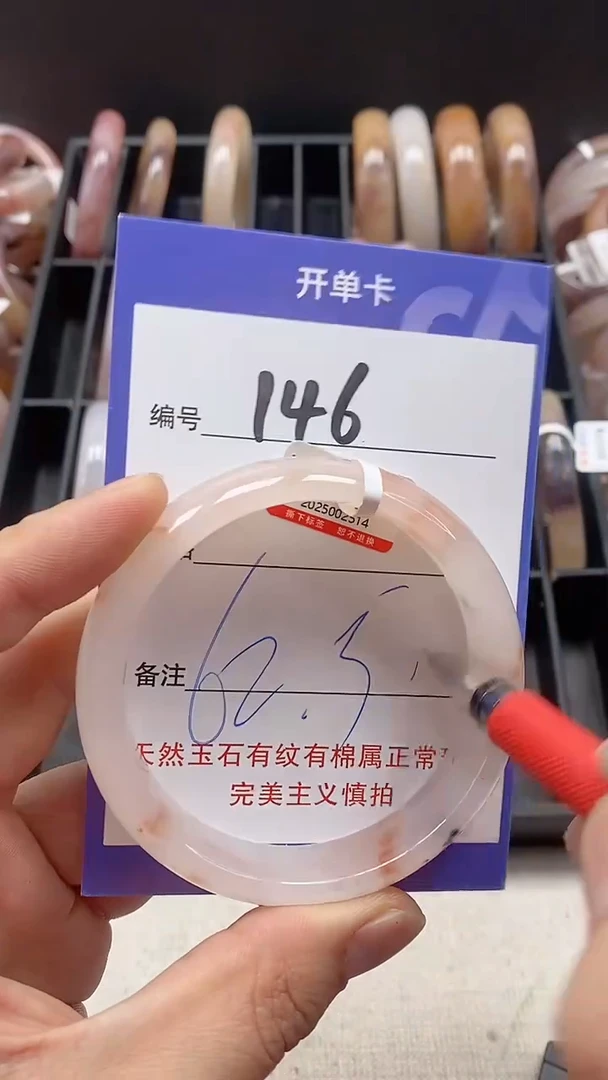 开单卡
编号 146
2025002514
撕下标签 恕不退换
备注 62.5
天然玉石有纹有棉属正常
完美主义慎拍